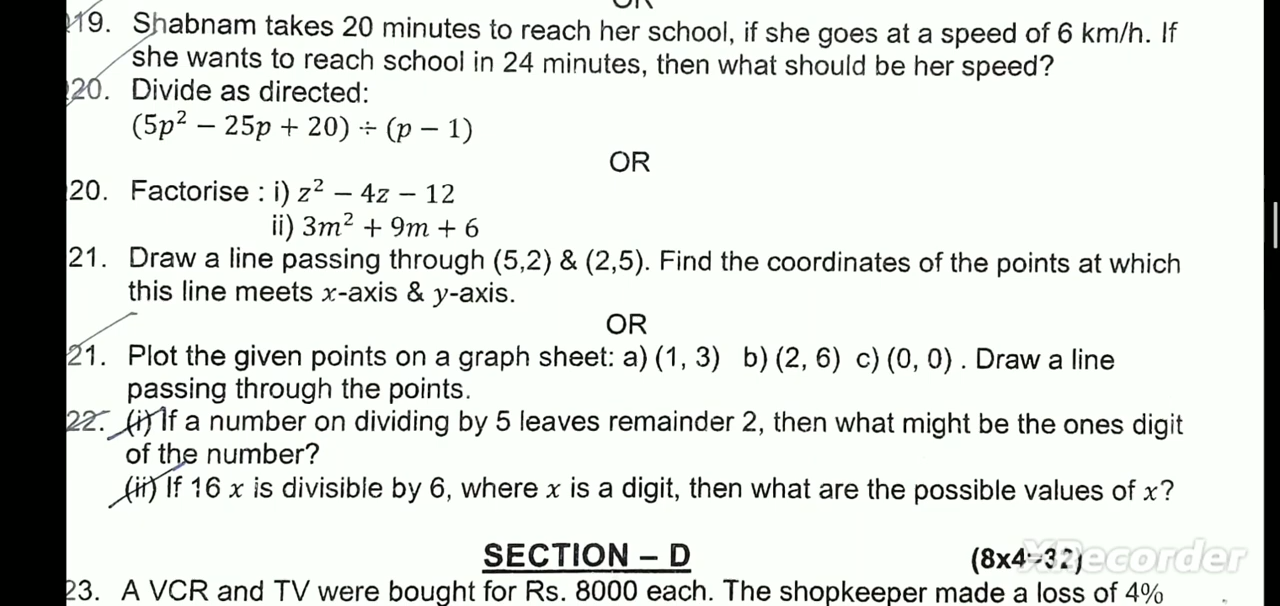 OR
19. Shabnam takes 20 minutes to reach her school, if she goes at a speed of 6 km/h. If
she wants to reach school in 24 minutes, then what should be her speed?
20. Divide as directed:
(5p² − 25p + 20) ÷ (p − 1)
OR
20. Factorise : i) z² − 4z − 12
ii) 3m² + 9m + 6
21. Draw a line passing through (5,2) & (2,5). Find the coordinates of the points at which
this line meets x-axis & y-axis.
OR
21. Plot the given points on a graph sheet: a) (1, 3) b) (2, 6) c) (0, 0) . Draw a line
passing through the points.
22. (i) If a number on dividing by 5 leaves remainder 2, then what might be the ones digit
of the number?
(ii) If 16 x is divisible by 6, where x is a digit, then what are the possible values of x?
SECTION – D (8x4=32)
XRecorder
23. A VCR and TV were bought for Rs. 8000 each. The shopkeeper made a loss of 4%